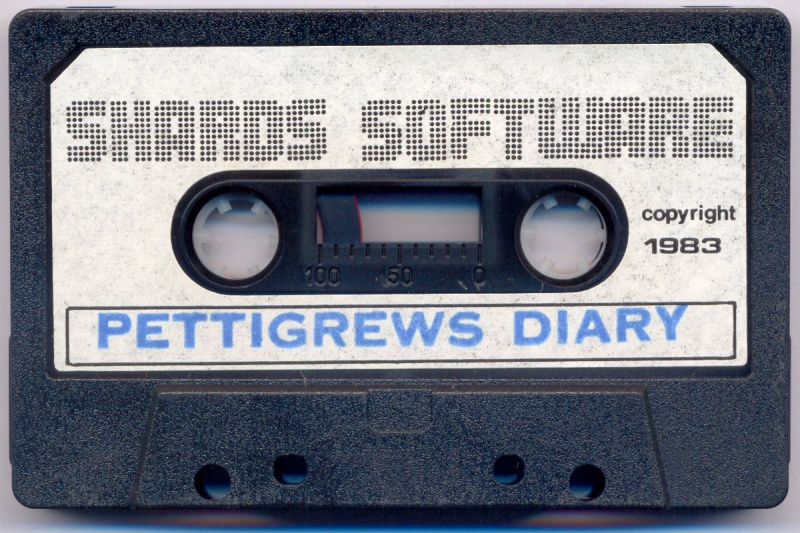 SHARDS SOFTWARE
copyright
1983
100 50 0
PETTIGREWS DIARY